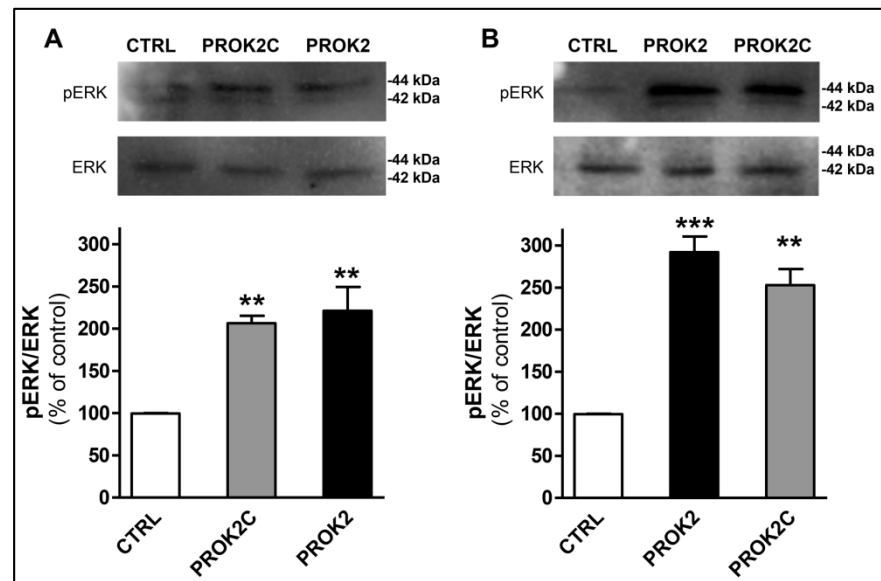 A
CTRL PROK2C PROK2
pERK
-44 kDa
-42 kDa
ERK
-44 kDa
-42 kDa
**
**
300
250
200
150
100
50
0
pERK/ERK
(% of control)
CTRL
PROK2C
PROK2
B
CTRL PROK2 PROK2C
pERK
-44 kDa
-42 kDa
ERK
-44 kDa
-42 kDa
***
**
300
250
200
150
100
50
0
pERK/ERK
(% of control)
CTRL
PROK2
PROK2C